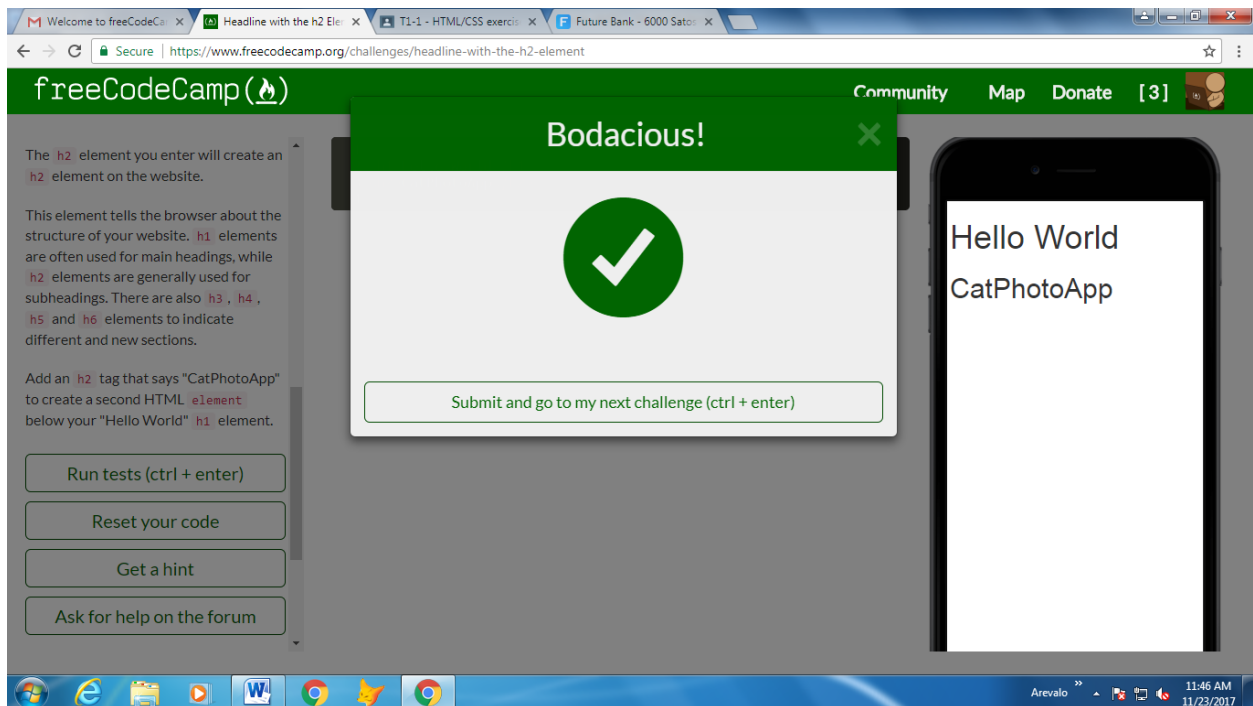 Welcome to freeCodeCa
Headline with the h2 Ele
T1-1 - HTML/CSS exercis
Future Bank - 6000 Satos
Secure | https://www.freecodecamp.org/challenges/headline-with-the-h2-element
freeCodeCamp
Community Map Donate [3]
Bodacious!
The h2 element you enter will create an
h2 element on the website.
This element tells the browser about the
structure of your website. h1 elements
are often used for main headings, while
h2 elements are generally used for
subheadings. There are also h3, h4,
h5 and h6 elements to indicate
different and new sections.
Add an h2 tag that says "CatPhotoApp"
to create a second HTML element
below your "Hello World" h1 element.
Run tests (ctrl + enter)
Reset your code
Get a hint
Ask for help on the forum
Submit and go to my next challenge (ctrl + enter)
Hello World
CatPhotoApp
Arevalo
11:46 AM
11/23/2017